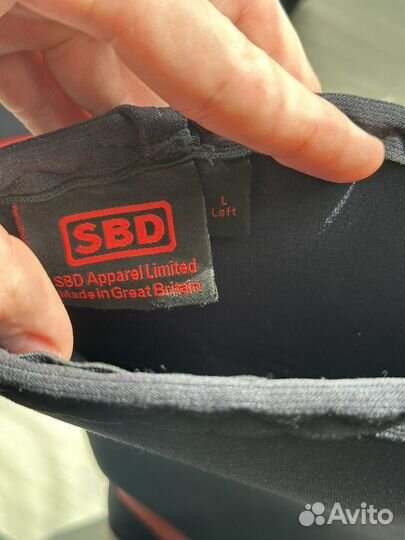 SBD
SBD Apparel Limited
Made in Great Britain
L
Left
Avito